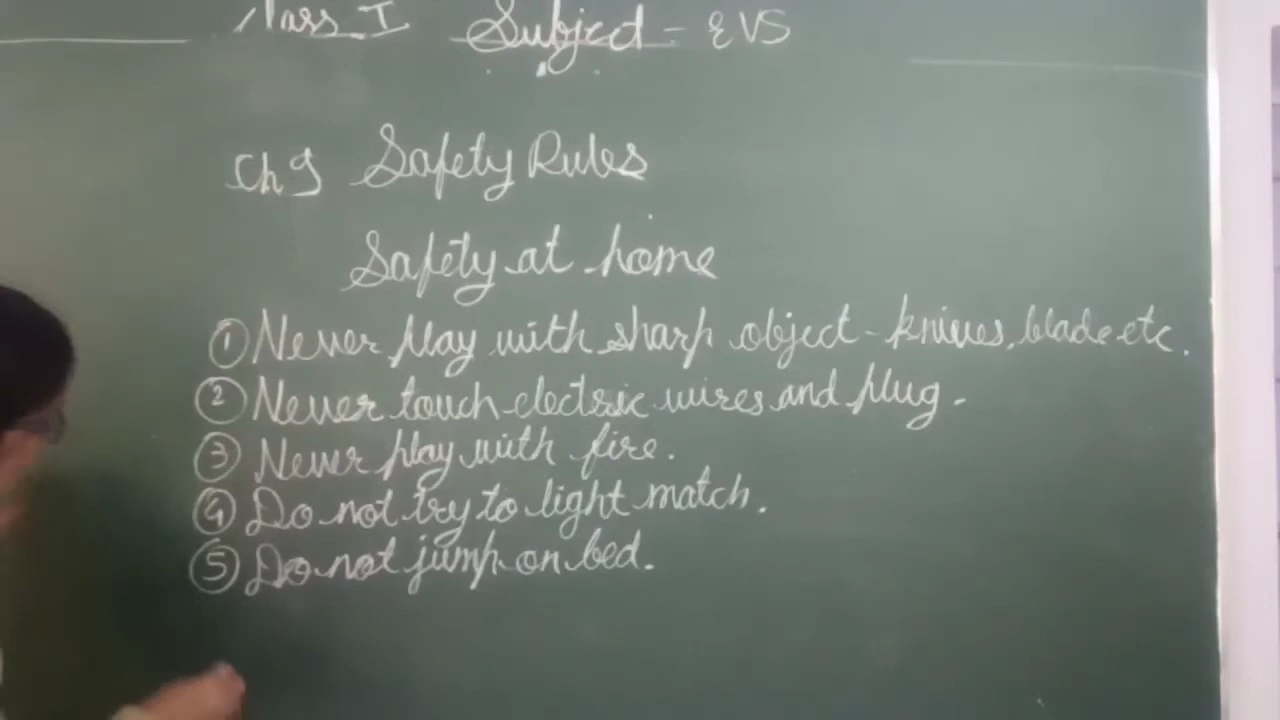 Class I Subject - EVS
Ch 9 Safety Rules
Safety at home
① Never play with sharp object - knives, blade etc.
② Never touch electric wires and plug.
③ Never play with fire.
④ Do not try to light match.
⑤ Do not jump on bed.